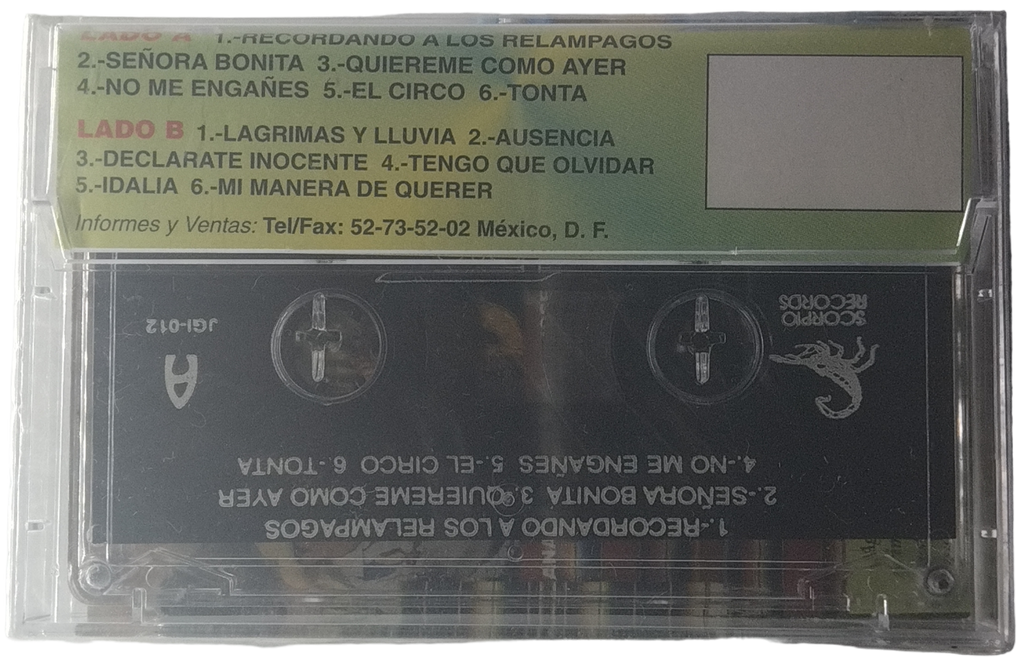 LADO A 1.-RECORDANDO A LOS RELAMPAGOS
2.-SEÑORA BONITA 3.-QUIEREME COMO AYER
4.-NO ME ENGAÑES 5.-EL CIRCO 6.-TONTA
LADO B 1.-LAGRIMAS Y LLUVIA 2.-AUSENCIA
3.-DECLARATE INOCENTE 4.-TENGO QUE OLVIDAR
5.-IDALIA 6.-MI MANERA DE QUERER
Informes y Ventas: Tel/Fax: 52-73-52-02 México, D. F.
1.-RECORDANDO A LOS RELAMPAGOS
2.-SEÑORA BONITA 3.-QUIEREME COMO AYER
4.-NO ME ENGAÑES 5.-EL CIRCO 6.-TONTA
SCORPIO
RECORDS
A
JGI-012